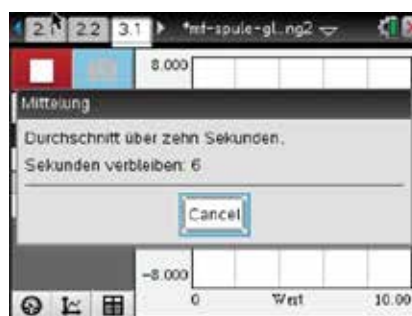 2.1 2.2 3.1 *mf-spule-gl...ng2
8.000
Mittelung
Durchschnitt über zehn Sekunden.
Sekunden verbleiben: 6
Cancel
-8.000
0 Wert 10.00